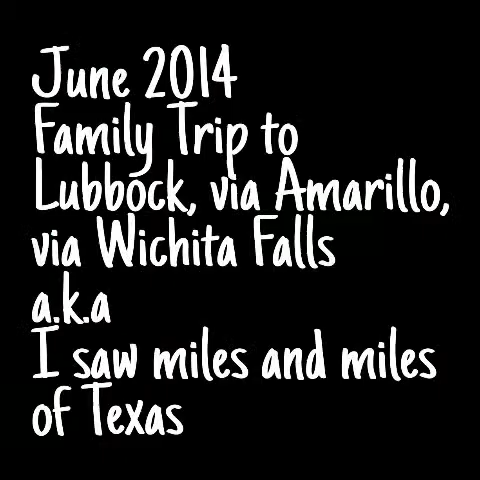 June 2014
Family Trip to
Lubbock, via Amarillo,
via Wichita Falls
a.k.a
I saw miles and miles
of Texas